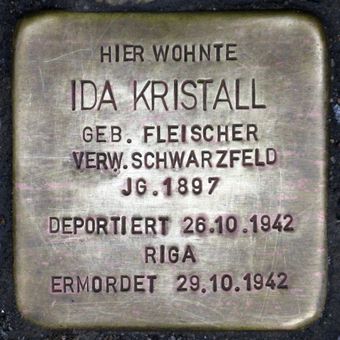 HIER WOHNTE
IDA KRISTALL
GEB. FLEISCHER
VERW. SCHWARZFELD
JG. 1897
DEPORTIERT 26.10.1942
RIGA
ERMORDET 29.10.1942